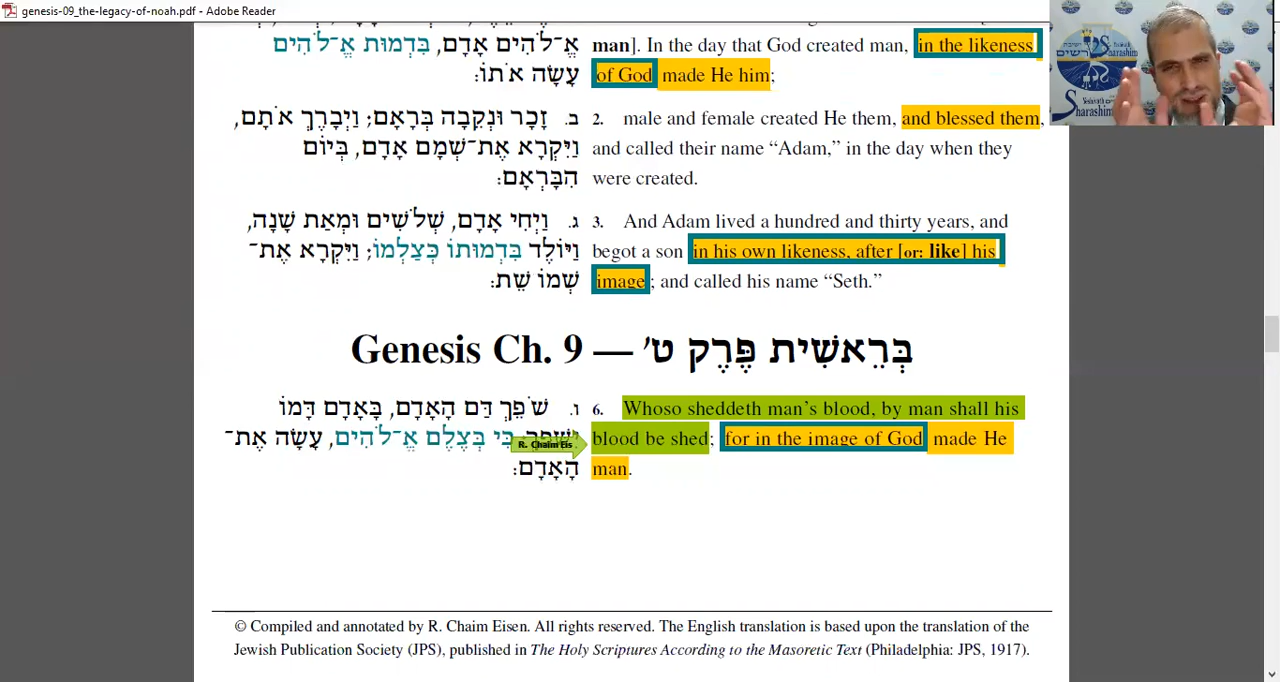 genesis-09_the-legacy-of-noah.pdf - Adobe Reader
אֱ־לֹהִים אָדָם, בִּדְמוּת אֱ־לֹהִים
עָשָׂה אֹתוֹ:
man]. In the day that God created man, in the likeness
of God made He him;
ב. זָכָר וּנְקֵבָה בְּרָאָם; וַיְבָרֶךְ אֹתָם,
וַיִּקְרָא אֶת־שְׁמָם אָדָם, בְּיוֹם
הִבָּרְאָם:
2. male and female created He them, and blessed them,
and called their name “Adam,” in the day when they
were created.
ג. וַיְחִי אָדָם, שְׁלֹשִׁים וּמְאַת שָׁנָה,
וַיּוֹלֶד בִּדְמוּתוֹ כְּצַלְמוֹ; וַיִּקְרָא אֶת־
שְׁמוֹ שֵׁת:
3. And Adam lived a hundred and thirty years, and
begot a son in his own likeness, after [or: like] his
image; and called his name “Seth.”
Genesis Ch. 9 — בְּרֵאשִׁית פֶּרֶק ט׳
ו. שֹׁפֵךְ דַּם הָאָדָם, בָּאָדָם דָּמוֹ
כִּי בְּצֶלֶם אֱ־לֹהִים, עָשָׂה אֶת־
הָאָדָם:
R. Chaim Eis
6. Whoso sheddeth man’s blood, by man shall his
blood be shed; for in the image of God made He
man.
© Compiled and annotated by R. Chaim Eisen. All rights reserved. The English translation is based upon the translation of the
Jewish Publication Society (JPS), published in The Holy Scriptures According to the Masoretic Text (Philadelphia: JPS, 1917).
Yeshivath
Sharashim